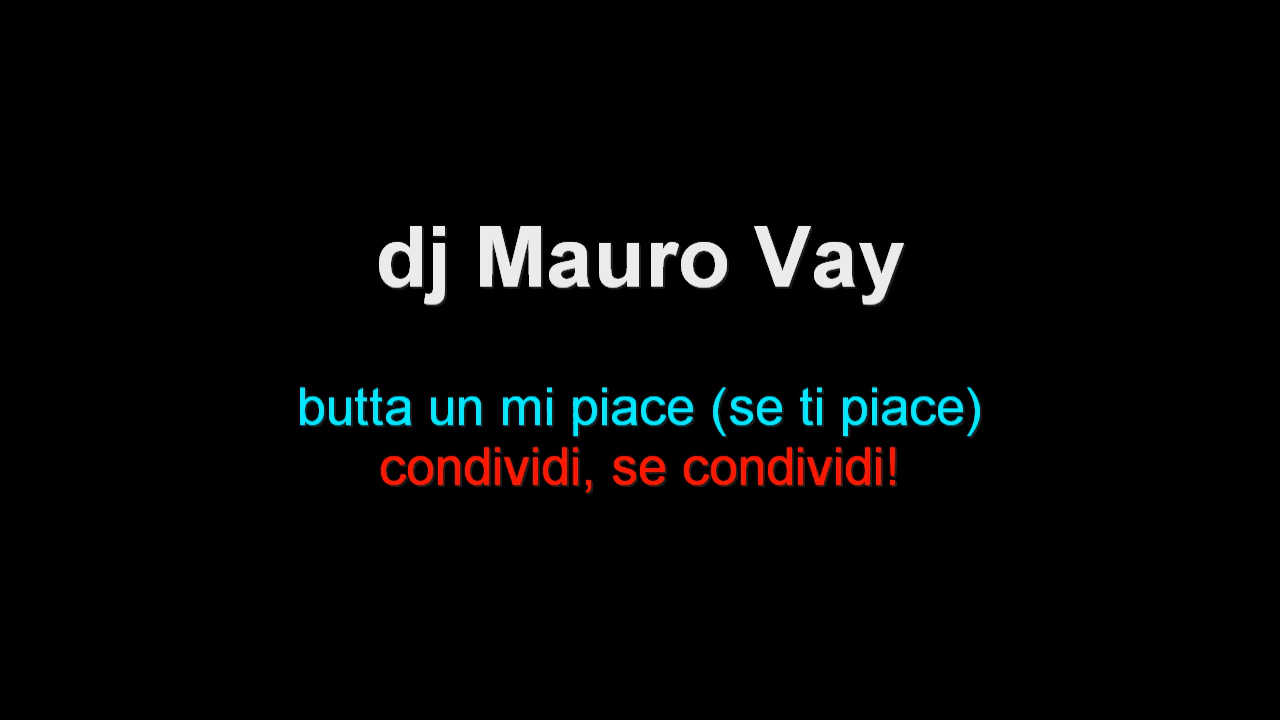 dj Mauro Vay
butta un mi piace (se ti piace)
condividi, se condividi!